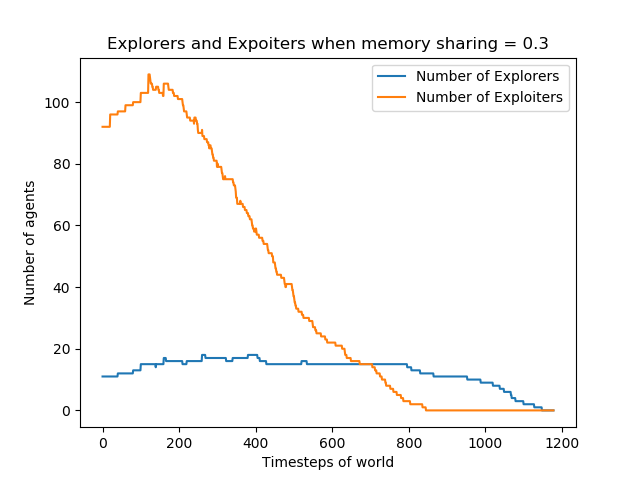 Explorers and Expoiters when memory sharing = 0.3
Number of Explorers
Number of Exploiters
Number of agents
100
80
60
40
20
0
0 200 400 600 800 1000 1200
Timesteps of world